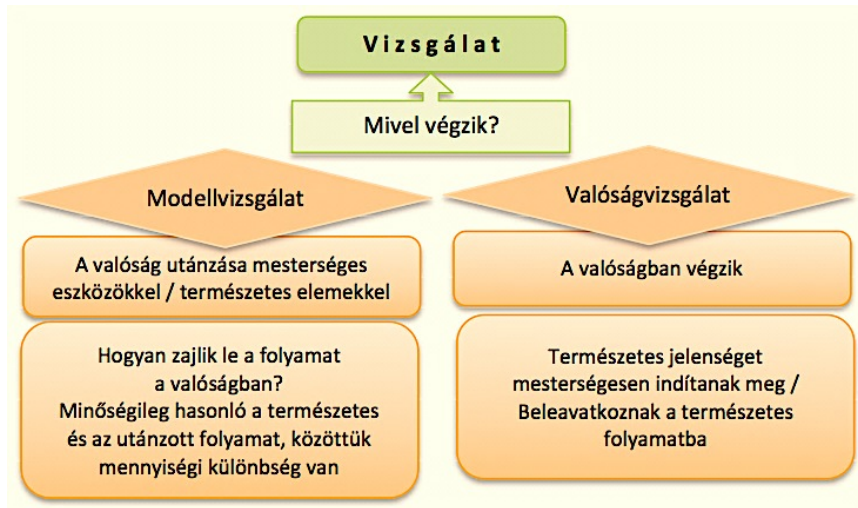 Vizsgálat
Mivel végzik?
Modellvizsgálat
A valóság utánzása mesterséges
eszközökkel / természetes elemekkel
Hogyan zajlik le a folyamat
a valóságban?
Minőségileg hasonló a természetes
és az utánzott folyamat, közöttük
mennyiségi különbség van
Valóságvizsgálat
A valóságban végzik
Természetes jelenséget
mesterségesen indítanak meg /
Beleavatkoznak a természetes
folyamatba